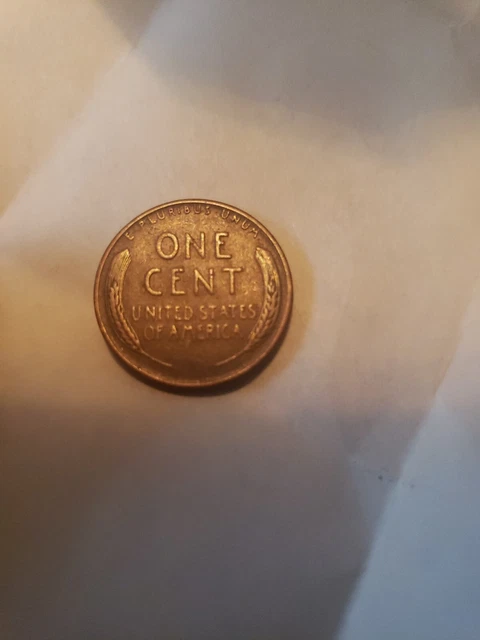 E PLURIBUS UNUM
ONE
CENT
UNITED STATES
OF AMERICA